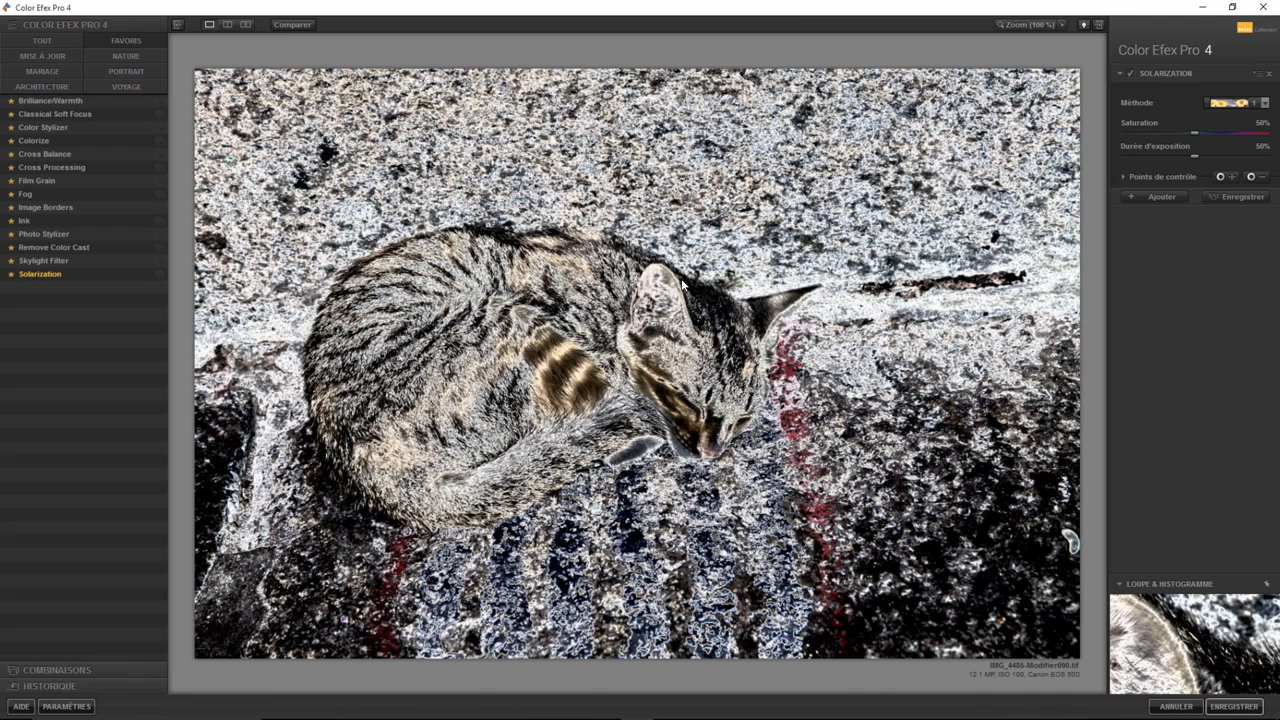 Color Efex Pro 4
COLOR EFEX PRO 4
Comparer
Zoom (100 %)
TOUT
FAVORIS
MISE À JOUR
NATURE
MARIAGE
PORTRAIT
ARCHITECTURE
VOYAGE
Brilliance/Warmth
Classical Soft Focus
Color Stylizer
Colorize
Cross Balance
Cross Processing
Film Grain
Fog
Image Borders
Ink
Photo Stylizer
Remove Color Cast
Skylight Filter
Solarization
COMBINAISONS
HISTORIQUE
AIDE
PARAMÈTRES
IMG_4485-Modifier090.tif
12.1 MP, ISO 100, Canon EOS 50D
Collection
Color Efex Pro 4
SOLARIZATION
Méthode
1
Saturation 50%
Durée d'exposition 50%
Points de contrôle
Ajouter
Enregistrer
LOUPE & HISTOGRAMME
ANNULER
ENREGISTRER